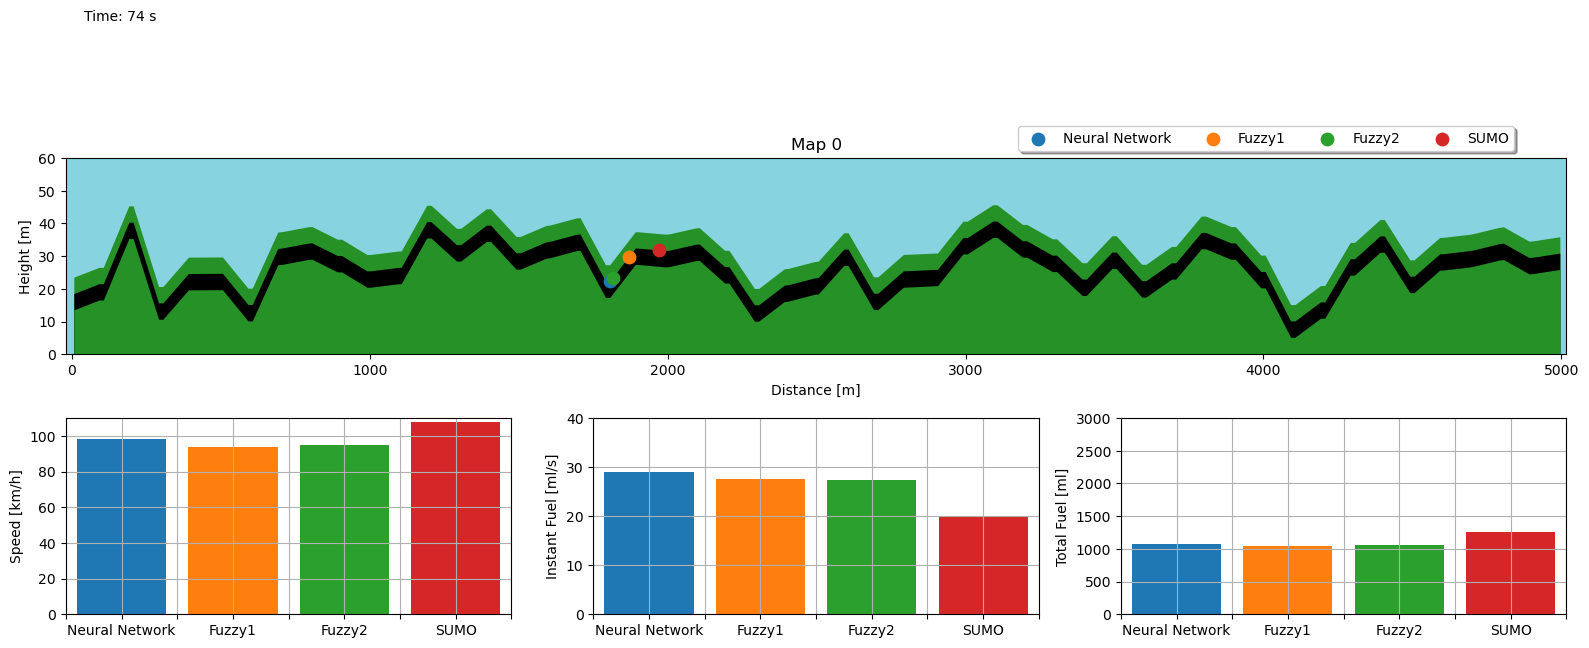 Time: 74 s
Map 0
Neural Network Fuzzy1 Fuzzy2 SUMO
Height [m]
60
50
40
30
20
10
0
0 1000 2000 3000 4000 5000
Distance [m]
Speed [km/h]
100
80
60
40
20
0
Neural Network Fuzzy1 Fuzzy2 SUMO
Instant Fuel [ml/s]
40
30
20
10
0
Neural Network Fuzzy1 Fuzzy2 SUMO
Total Fuel [ml]
3000
2500
2000
1500
1000
500
0
Neural Network Fuzzy1 Fuzzy2 SUMO